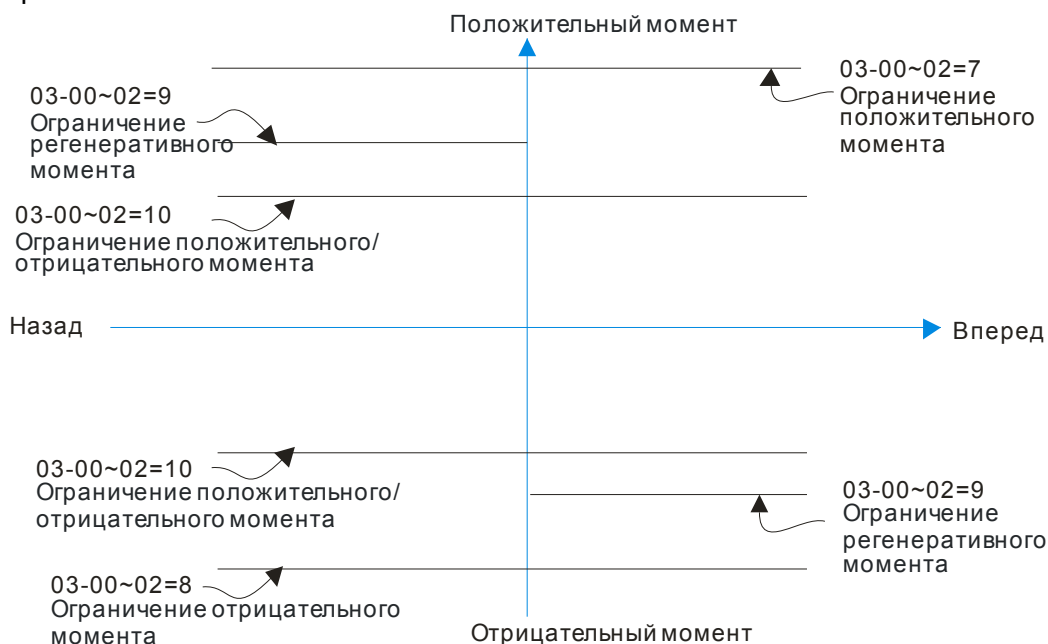 Положительный момент
03-00~02=7
Ограничение
положительного
момента
03-00~02=9
Ограничение
регенеративного
момента
03-00~02=10
Ограничение положительного/
отрицательного момента
Назад
Вперед
03-00~02=10
Ограничение положительного/
отрицательного момента
03-00~02=9
Ограничение
регенеративного
момента
03-00~02=8
Ограничение отрицательного
момента
Отрицательный момент